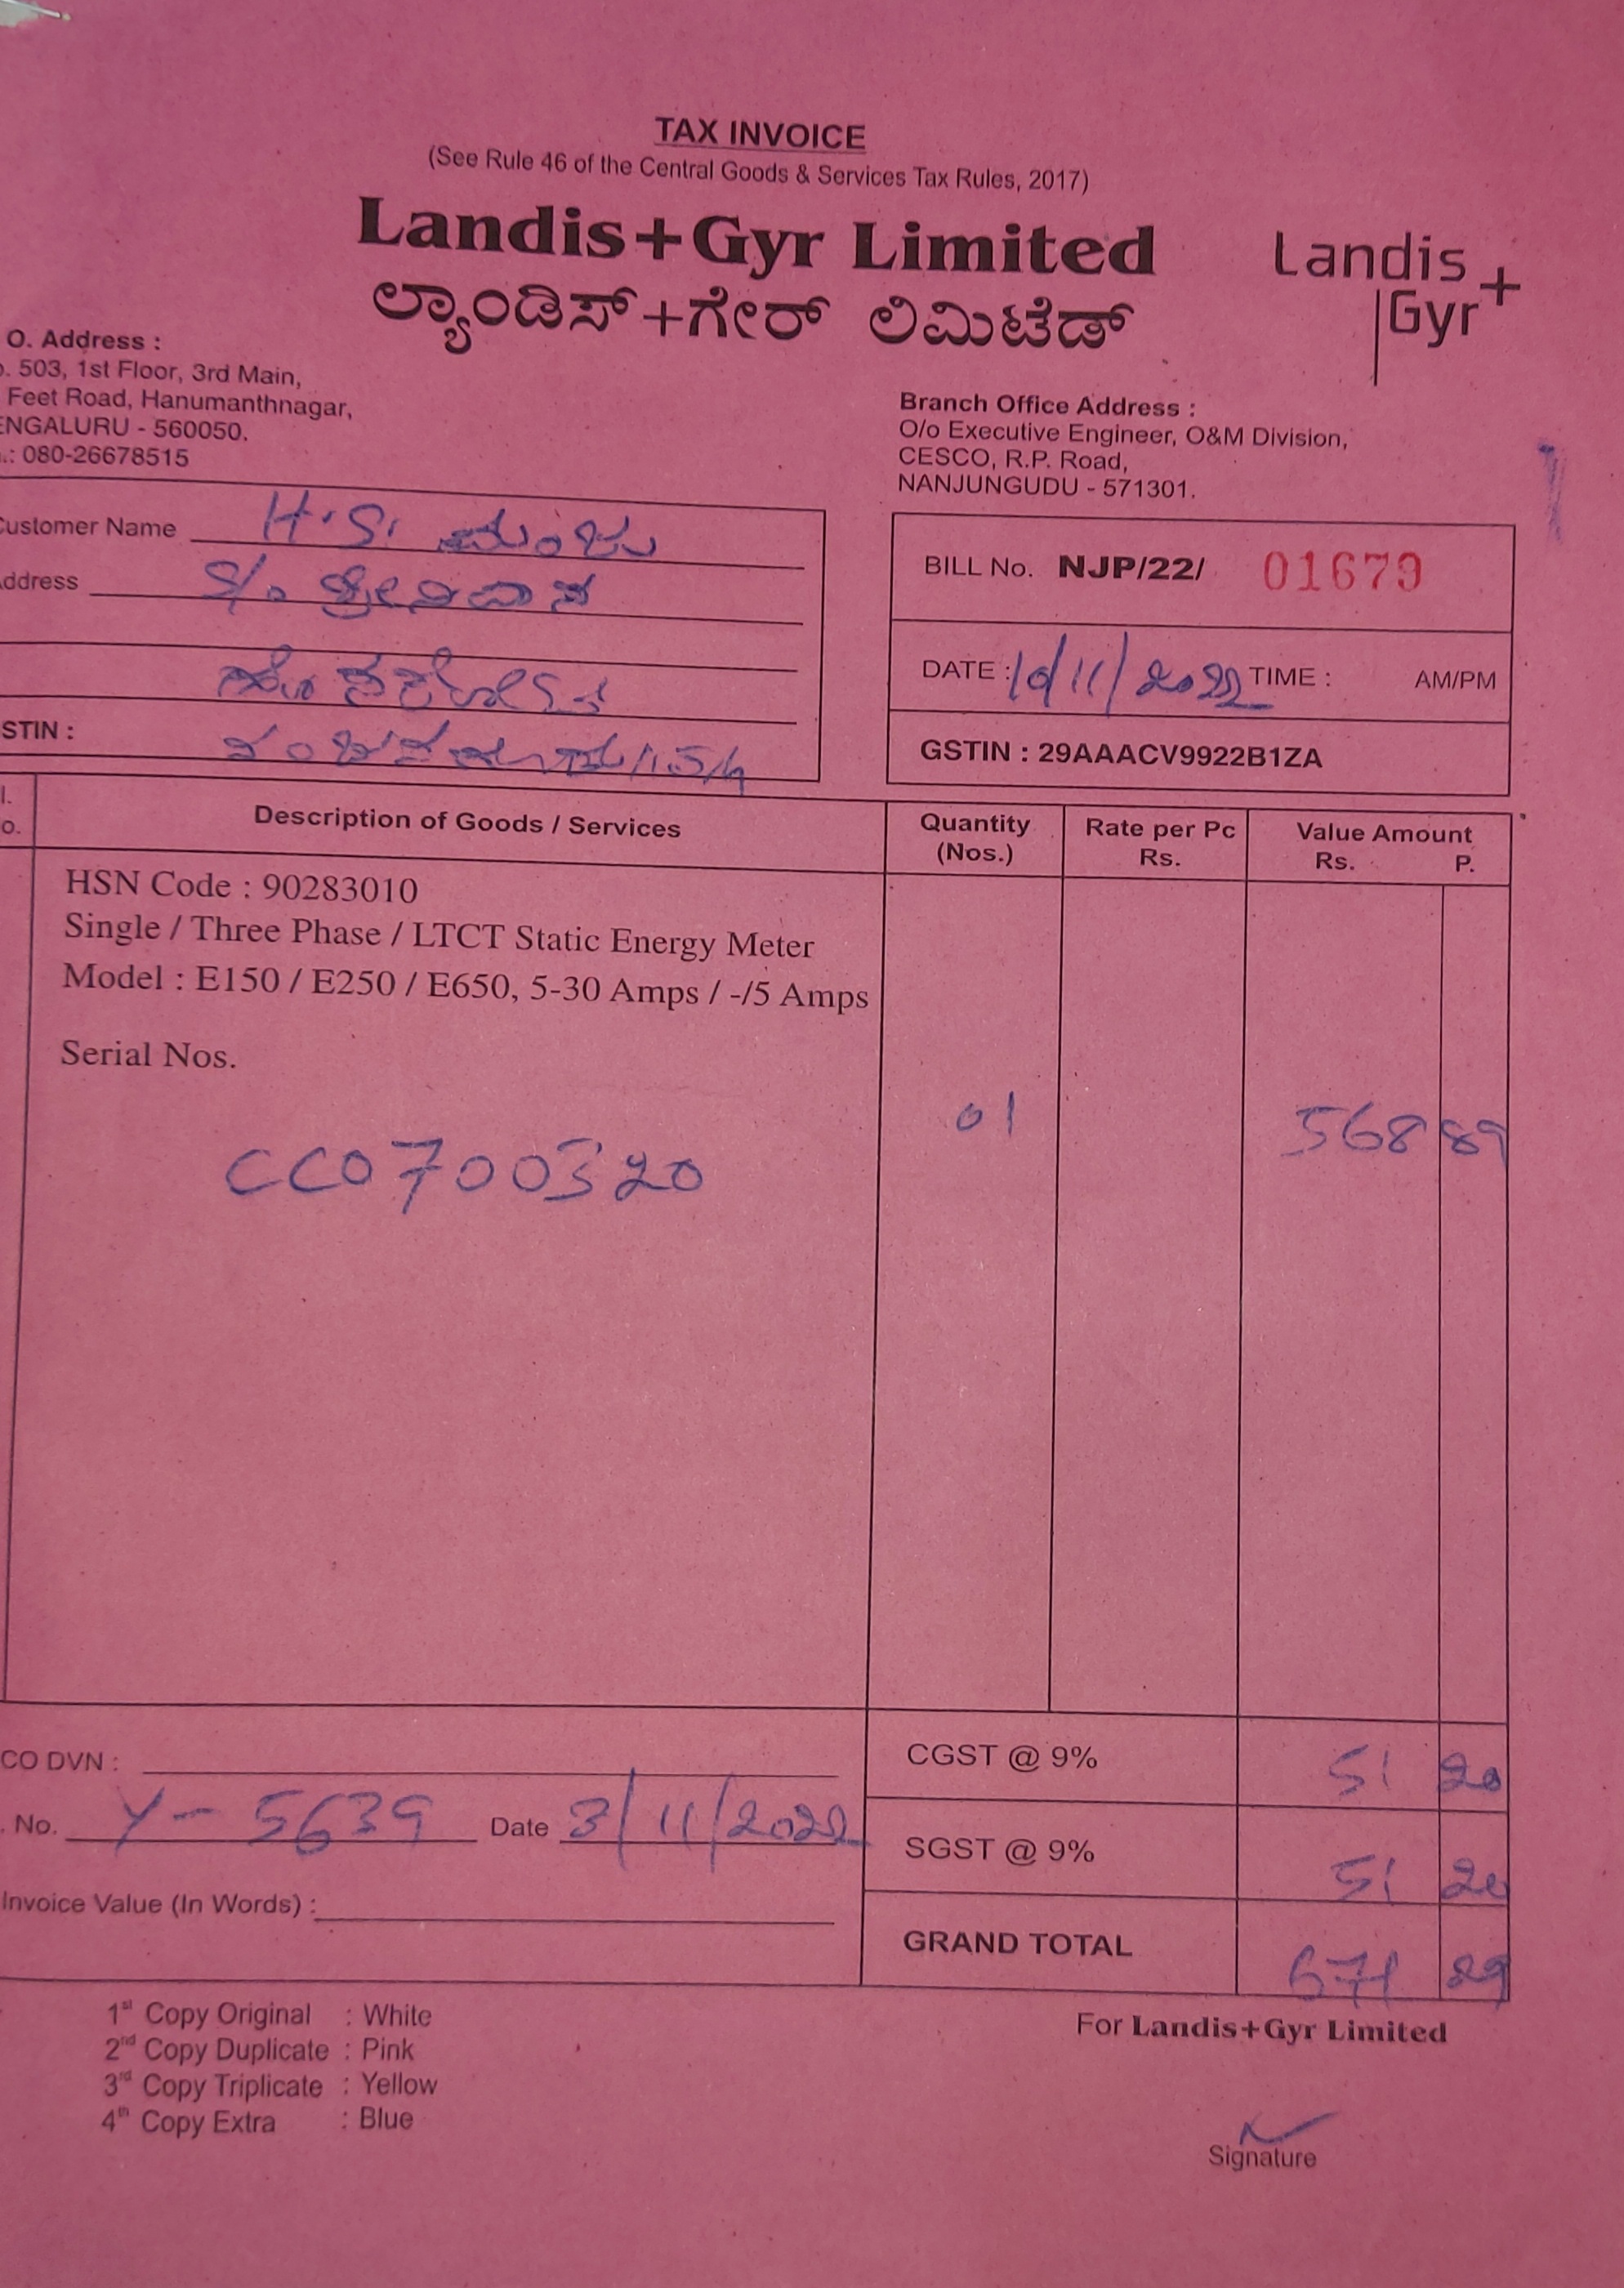 TAX INVOICE
(See Rule 46 of the Central Goods & Services Tax Rules, 2017)
Landis+Gyr Limited
ಲ್ಯಾಂಡಿಸ್+ಗೇರ್ ಲಿಮಿಟೆಡ್
Landis
Gyr+
O. Address :
. 503, 1st Floor, 3rd Main,
Feet Road, Hanumanthnagar,
ENGALURU - 560050.
.: 080-26678515
Branch Office Address :
O/o Executive Engineer, O&M Division,
CESCO, R.P. Road,
NANJUNGUDU - 571301.
Customer Name H.S. ಮಂಜು
Address S/o ಶ್ರೀನಿವಾಸ
STIN :
BILL No. NJP/22/ 01679
DATE : 10/11/2022 TIME : AM/PM
GSTIN : 29AAACV9922B1ZA
l. o. Description of Goods / Services Quantity (Nos.) Rate per Pc Rs. Value Amount Rs. P.
HSN Code : 90283010
Single / Three Phase / LTCT Static Energy Meter
Model : E150 / E250 / E650, 5-30 Amps / -/5 Amps
Serial Nos.
CC0700320 01 568 89
CO DVN :
CGST @ 9% 51 20
. No. Y-5639 Date 3/11/2022
SGST @ 9% 51 20
Invoice Value (In Words) :
GRAND TOTAL 671 29
1st Copy Original : White
2nd Copy Duplicate : Pink
3rd Copy Triplicate : Yellow
4th Copy Extra : Blue
For Landis+Gyr Limited
Signature